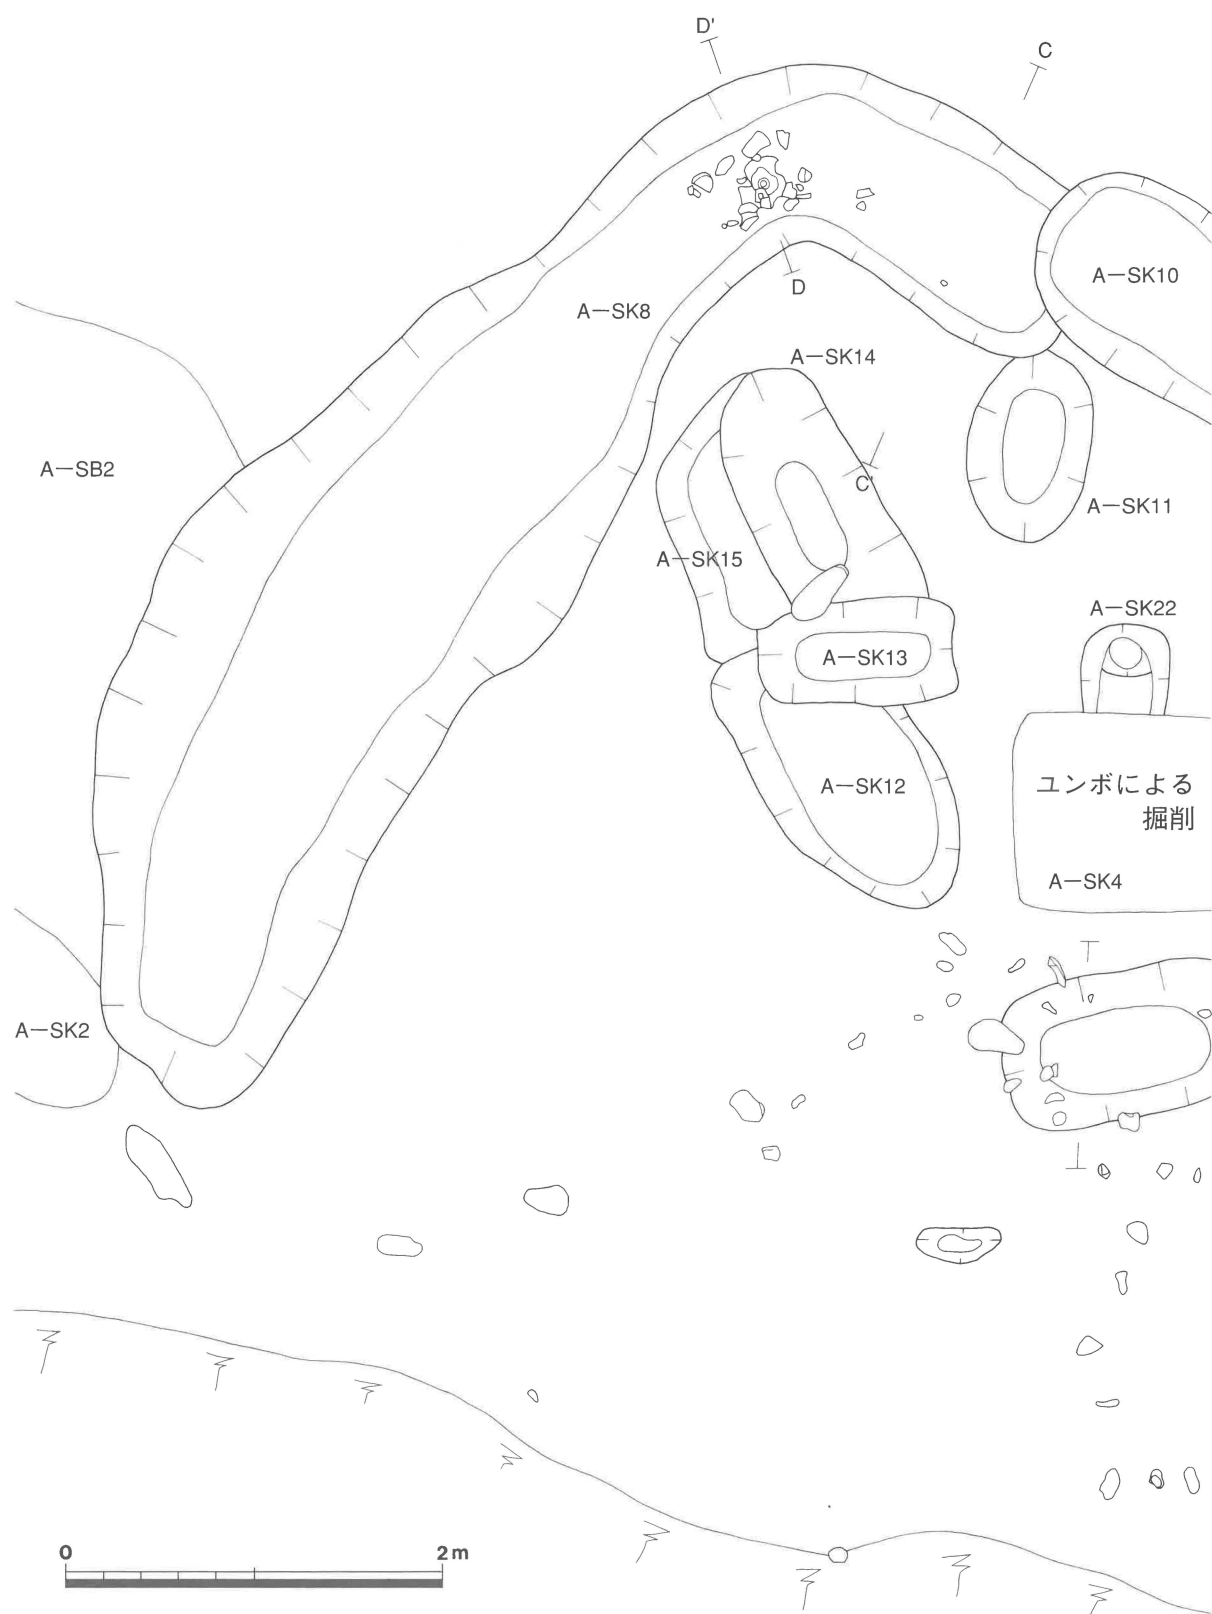 D'
C
A—SK10
D
A—SK8
A—SK14
A—SB2
C'
A—SK11
A—SK15
A—SK22
A—SK13
ユンボによる
掘削
A—SK12
A—SK4
A—SK2
0 2m